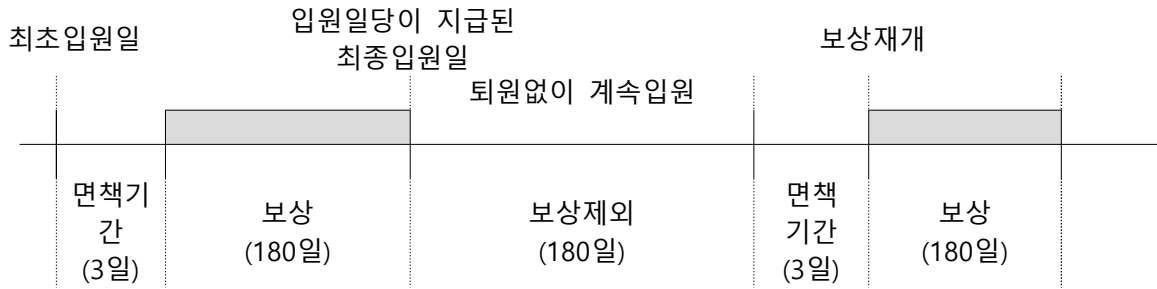 최초입원일
입원일당이 지급된
최종입원일
보상재개
퇴원없이 계속입원
면책기
간
(3일)
보상
(180일)
보상제외
(180일)
면책
기간
(3일)
보상
(180일)